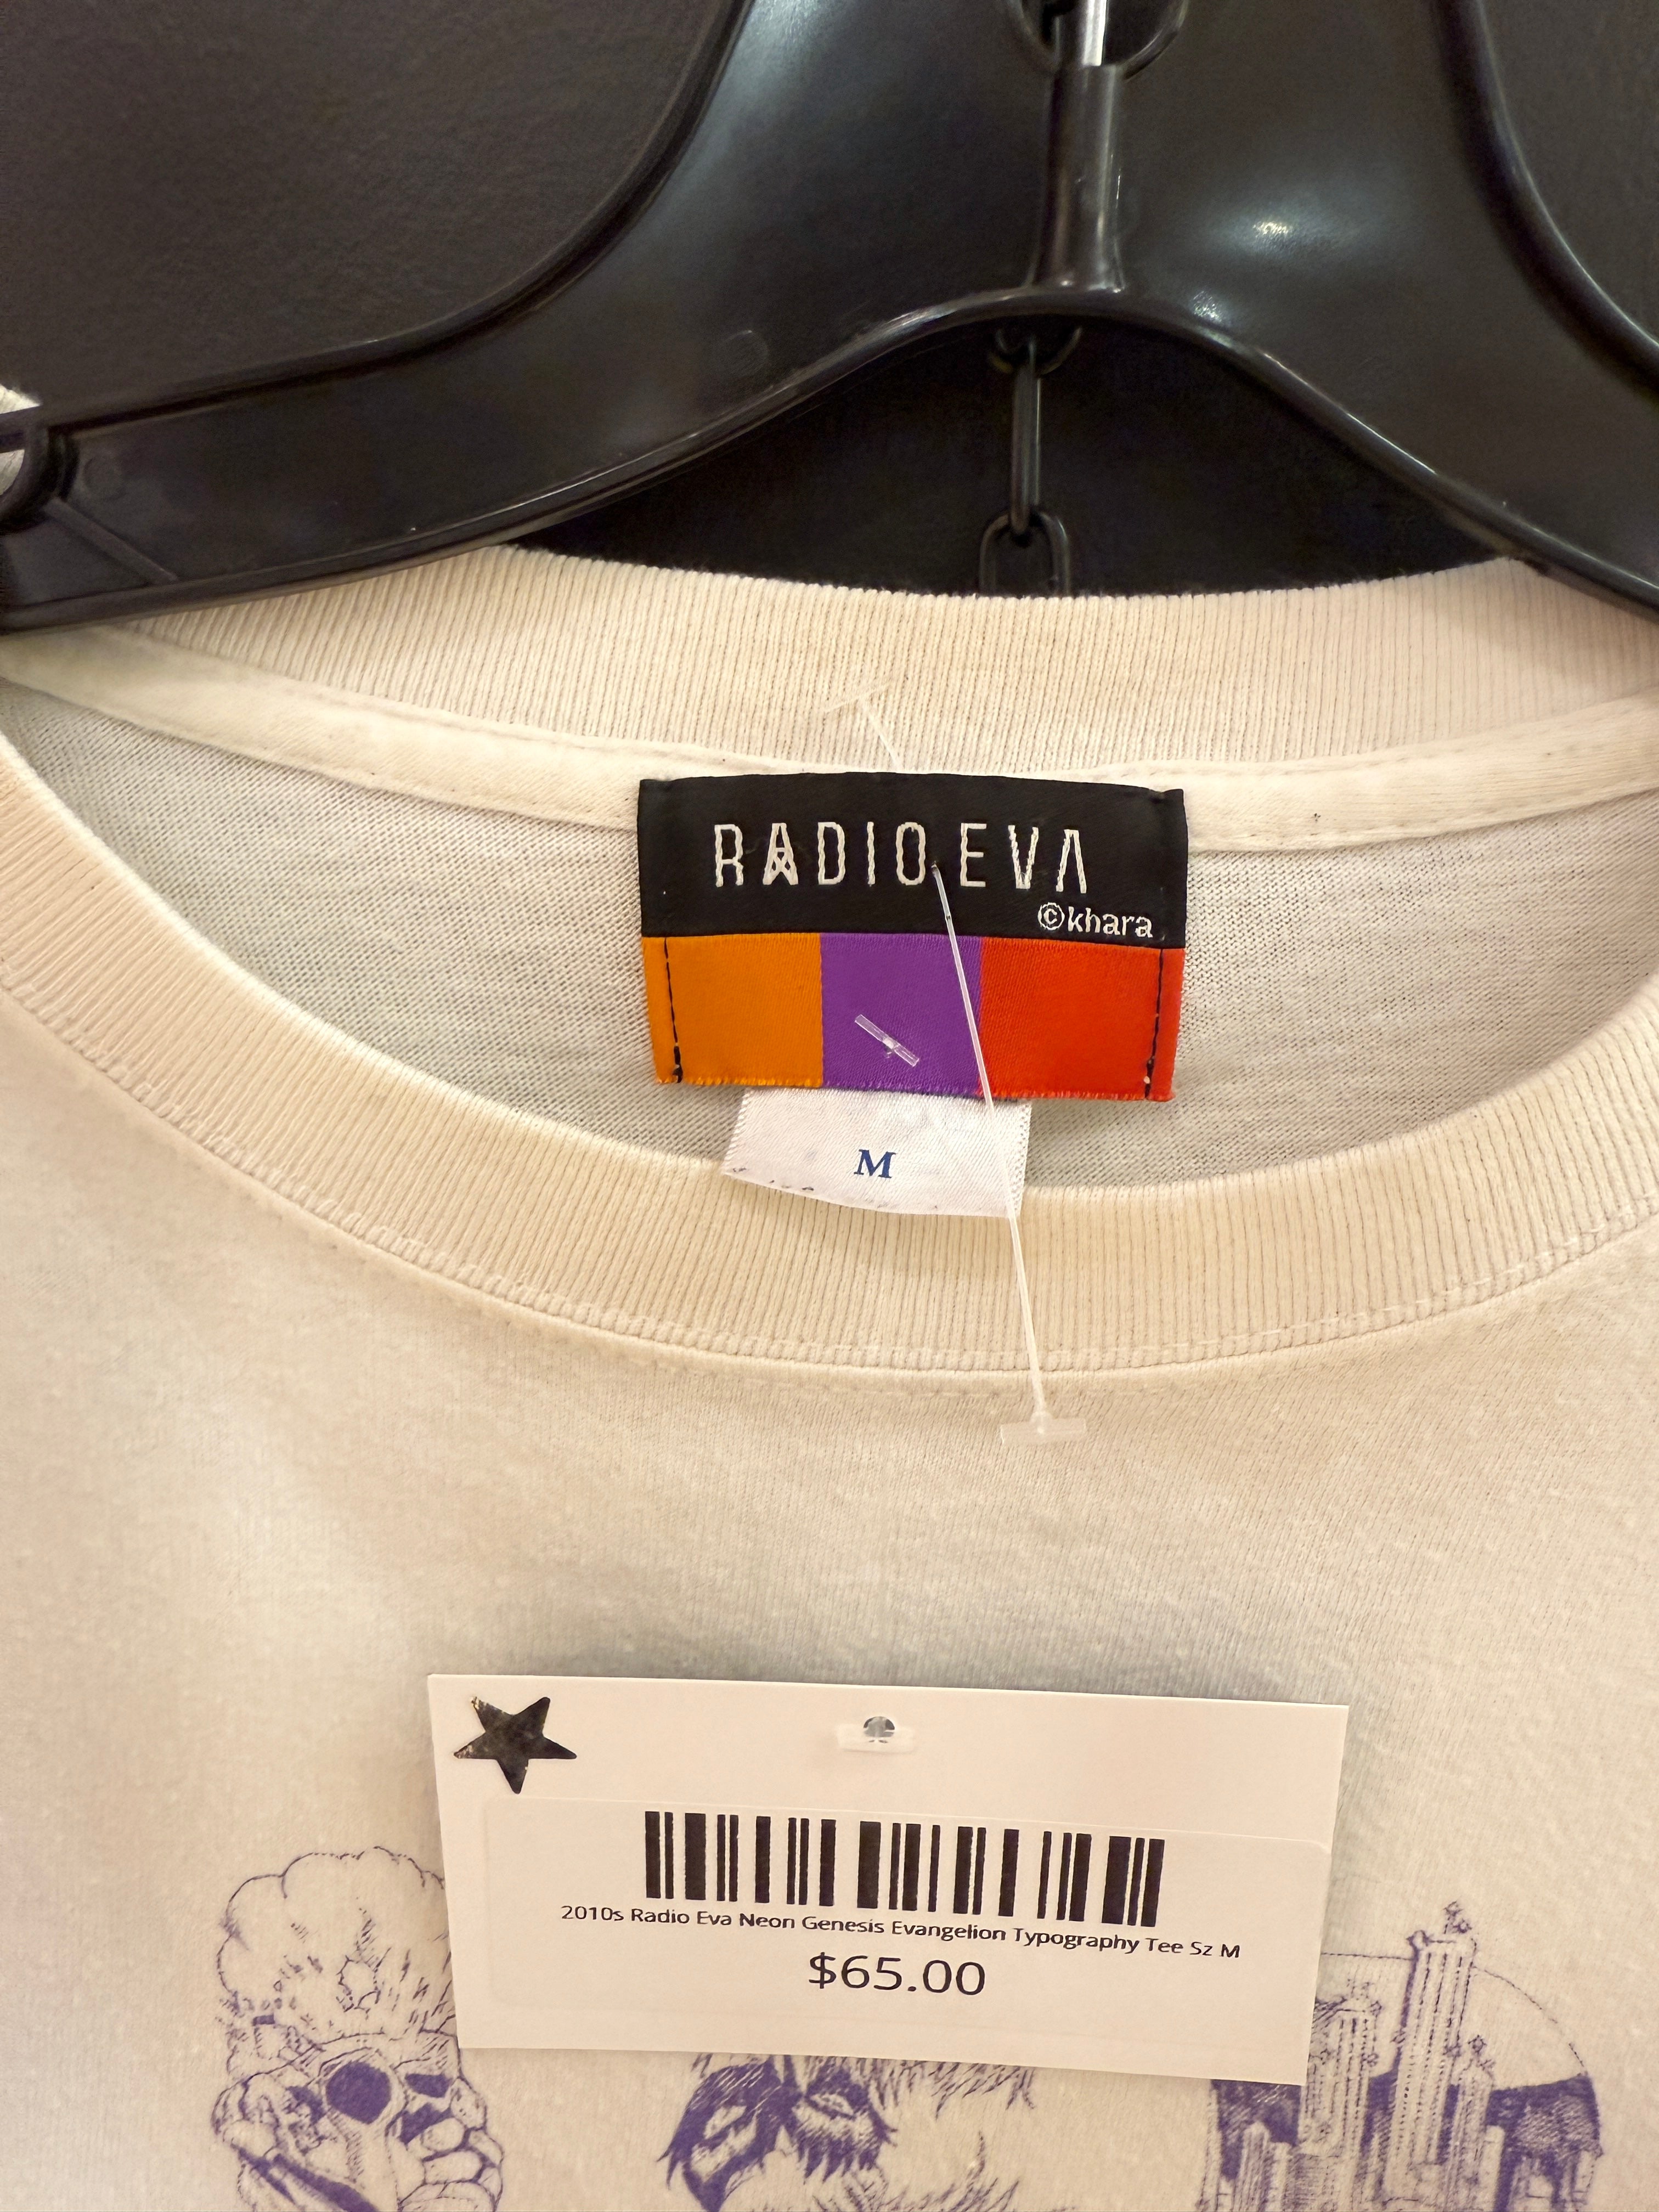 RADIO EVA
©khara
M
2010s Radio Eva Neon Genesis Evangelion Typography Tee Sz M
$65.00